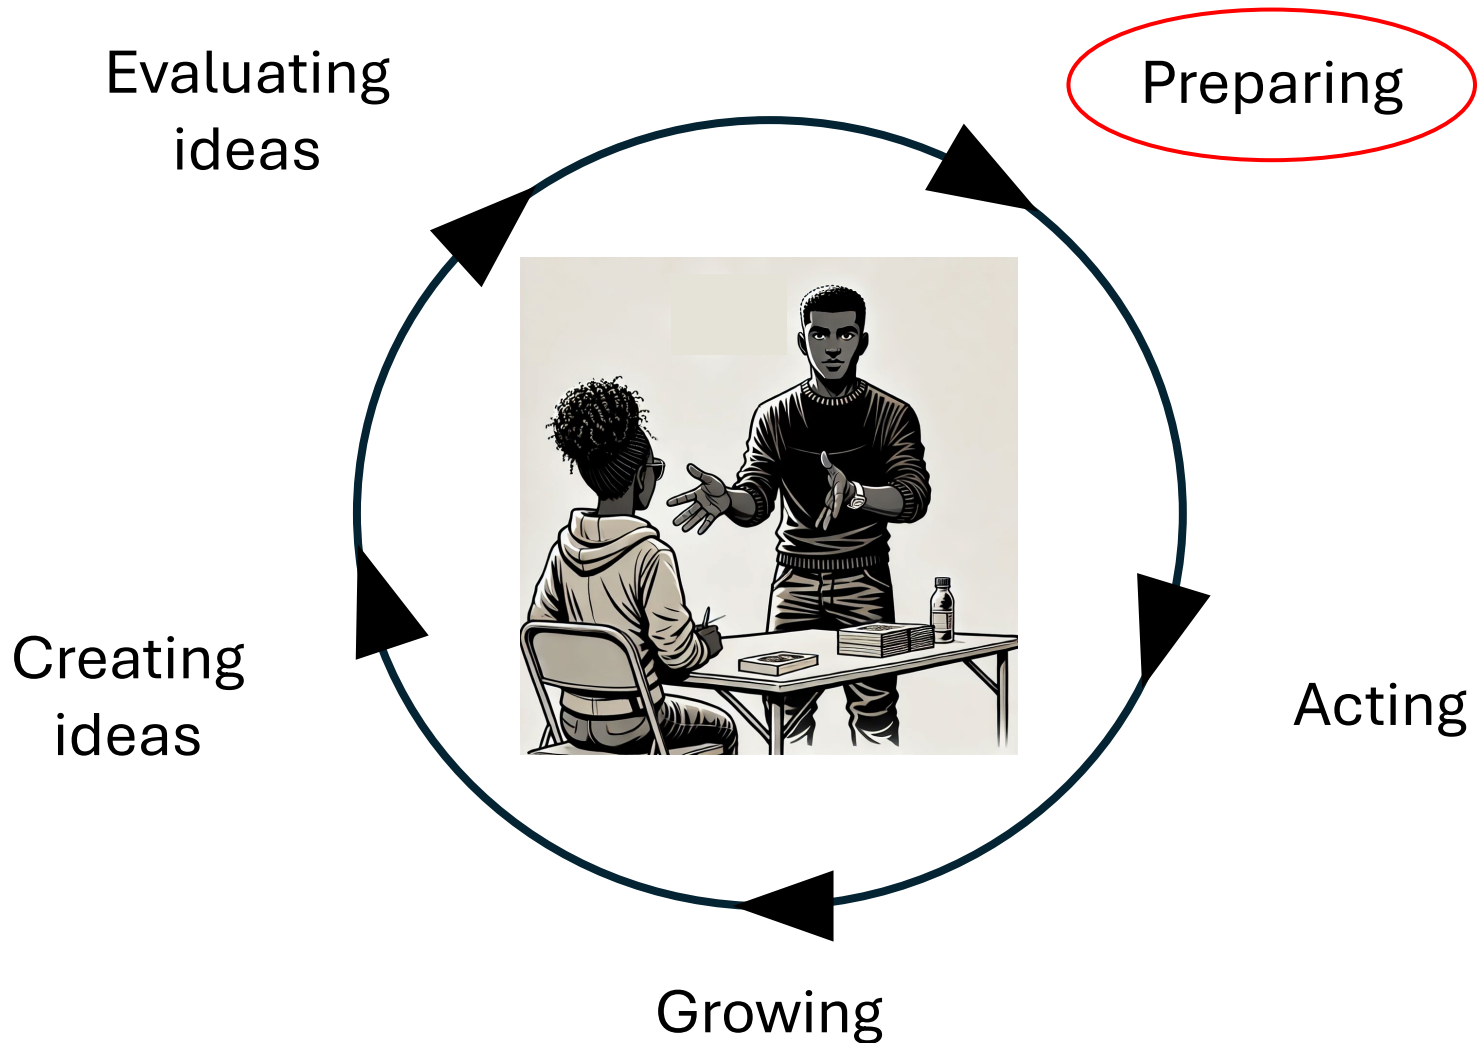 Evaluating
ideas
Preparing
Creating
ideas
Acting
Growing